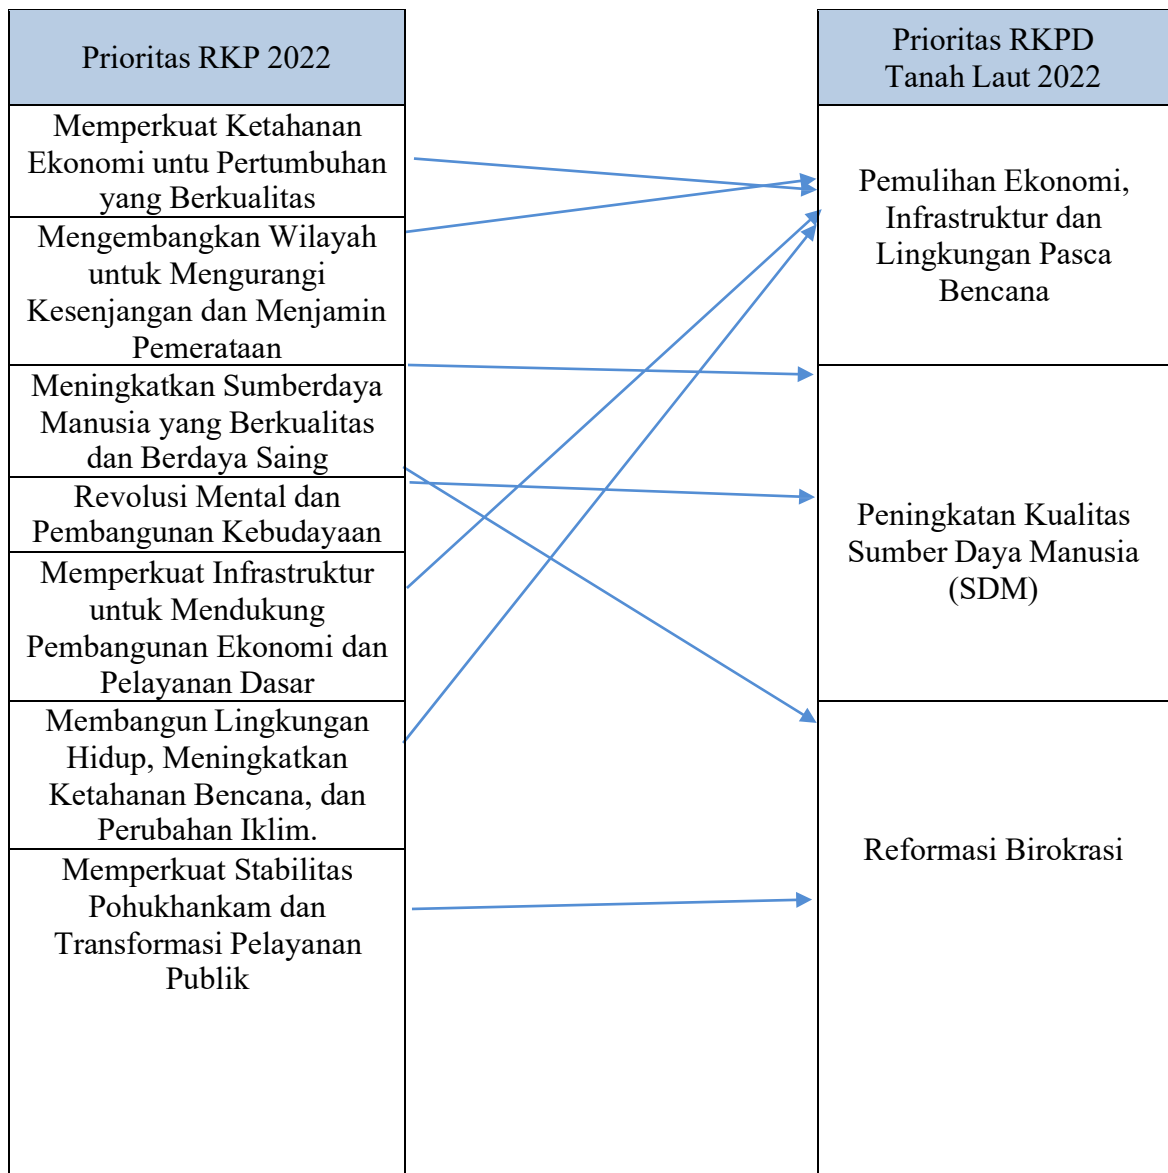 Prioritas RKP 2022
Memperkuat Ketahanan
Ekonomi untu Pertumbuhan
yang Berkualitas
Mengembangkan Wilayah
untuk Mengurangi
Kesenjangan dan Menjamin
Pemerataan
Meningkatkan Sumberdaya
Manusia yang Berkualitas
dan Berdaya Saing
Revolusi Mental dan
Pembangunan Kebudayaan
Memperkuat Infrastruktur
untuk Mendukung
Pembangunan Ekonomi dan
Pelayanan Dasar
Membangun Lingkungan
Hidup, Meningkatkan
Ketahanan Bencana, dan
Perubahan Iklim.
Memperkuat Stabilitas
Pohukhankam dan
Transformasi Pelayanan
Publik
Prioritas RKPD
Tanah Laut 2022
Pemulihan Ekonomi,
Infrastruktur dan
Lingkungan Pasca
Bencana
Peningkatan Kualitas
Sumber Daya Manusia
(SDM)
Reformasi Birokrasi